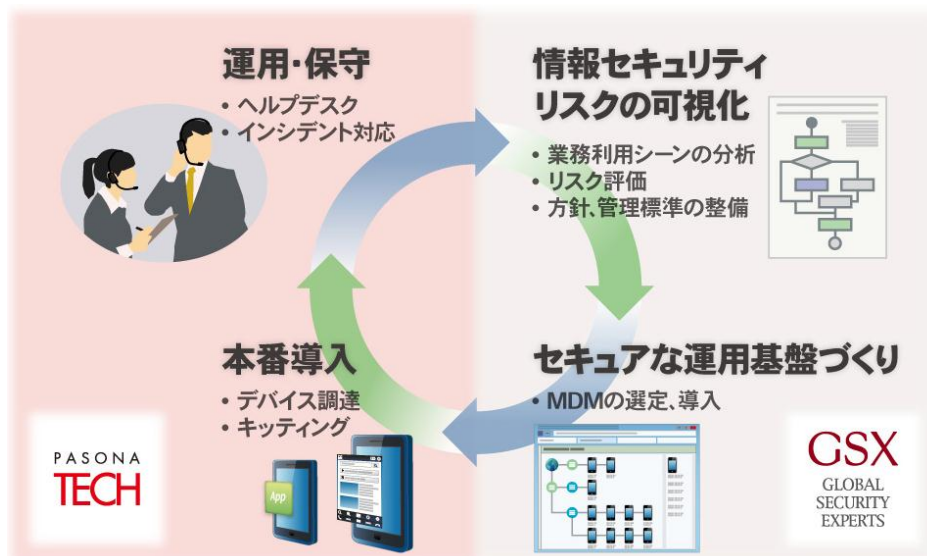 運用・保守
• ヘルプデスク
• インシデント対応
情報セキュリティ
リスクの可視化
• 業務利用シーンの分析
• リスク評価
• 方針、管理標準の整備
本番導入
• デバイス調達
• キッティング
セキュアな運用基盤づくり
• MDMの選定、導入
PASONA
TECH
App
GSX
GLOBAL
SECURITY
EXPERTS